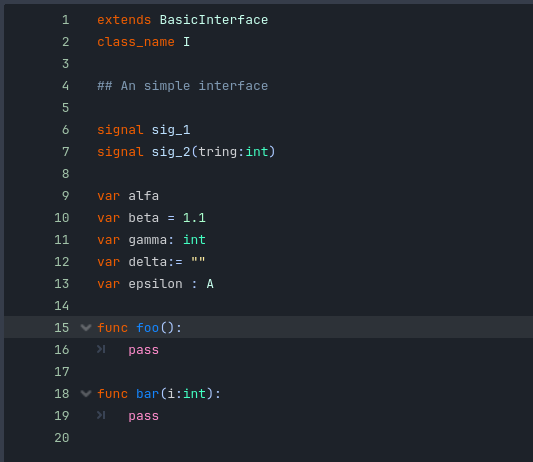 1 extends BasicInterface
2 class_name I
3
4 ## An simple interface
5
6 signal sig_1
7 signal sig_2(tring:int)
8
9 var alfa
10 var beta = 1.1
11 var gamma: int
12 var delta:= ""
13 var epsilon : A
14
15 func foo():
16 pass
17
18 func bar(i:int):
19 pass
20